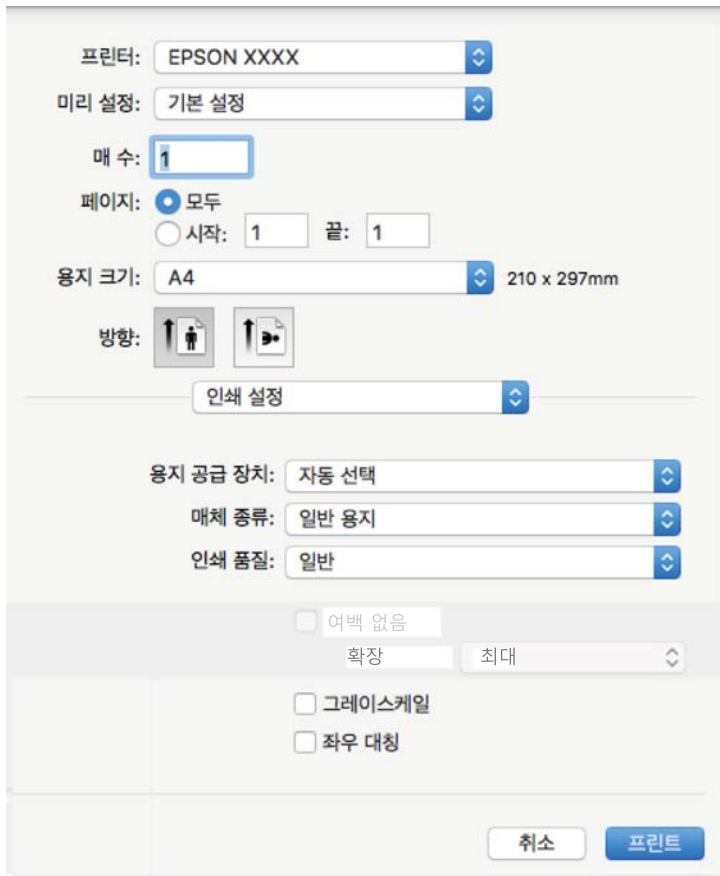 프린터: EPSON XXXX
미리 설정: 기본 설정
매 수: 1
페이지: 모두
시작: 1 끝: 1
용지 크기: A4 210 x 297mm
방향:
인쇄 설정
용지 공급 장치: 자동 선택
매체 종류: 일반 용지
인쇄 품질: 일반
여백 없음
확장 최대
그레이스케일
좌우 대칭
취소 프린트